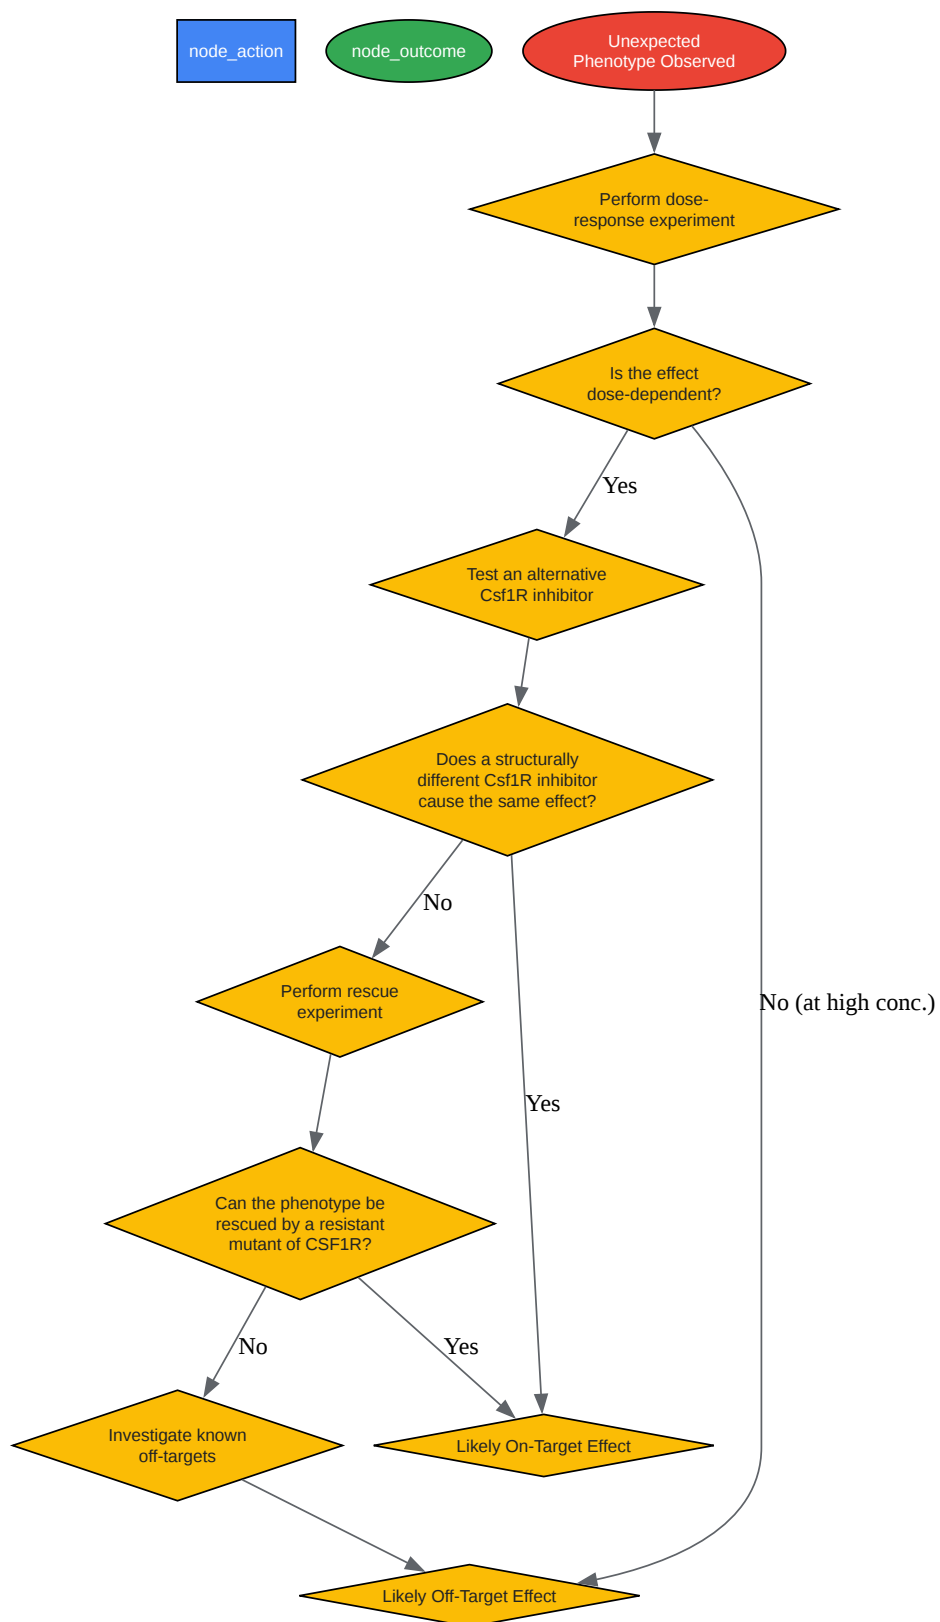 node_action
node_outcome
Unexpected
Phenotype Observed
Perform dose-
response experiment
Is the effect
dose-dependent?
Yes
Test an alternative
Csf1R inhibitor
Does a structurally
different Csf1R inhibitor
cause the same effect?
No
Perform rescue
experiment
No (at high conc.)
Yes
Can the phenotype be
rescued by a resistant
mutant of CSF1R?
No
Yes
Investigate known
off-targets
Likely On-Target Effect
Likely Off-Target Effect